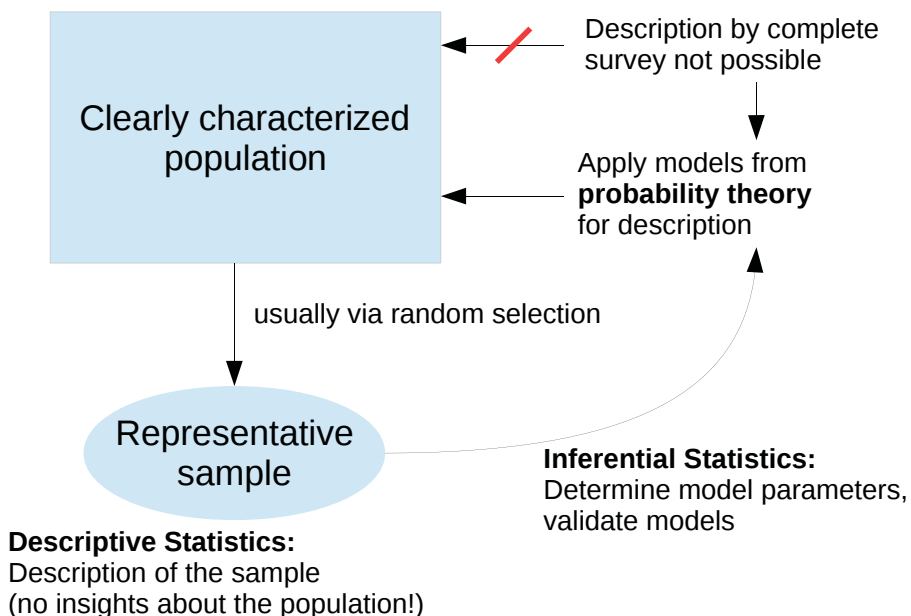 Description by complete
survey not possible
Clearly characterized
population
Apply models from
probability theory
for description
usually via random selection
Representative
sample
Inferential Statistics:
Determine model parameters,
validate models
Descriptive Statistics:
Description of the sample
(no insights about the population!)